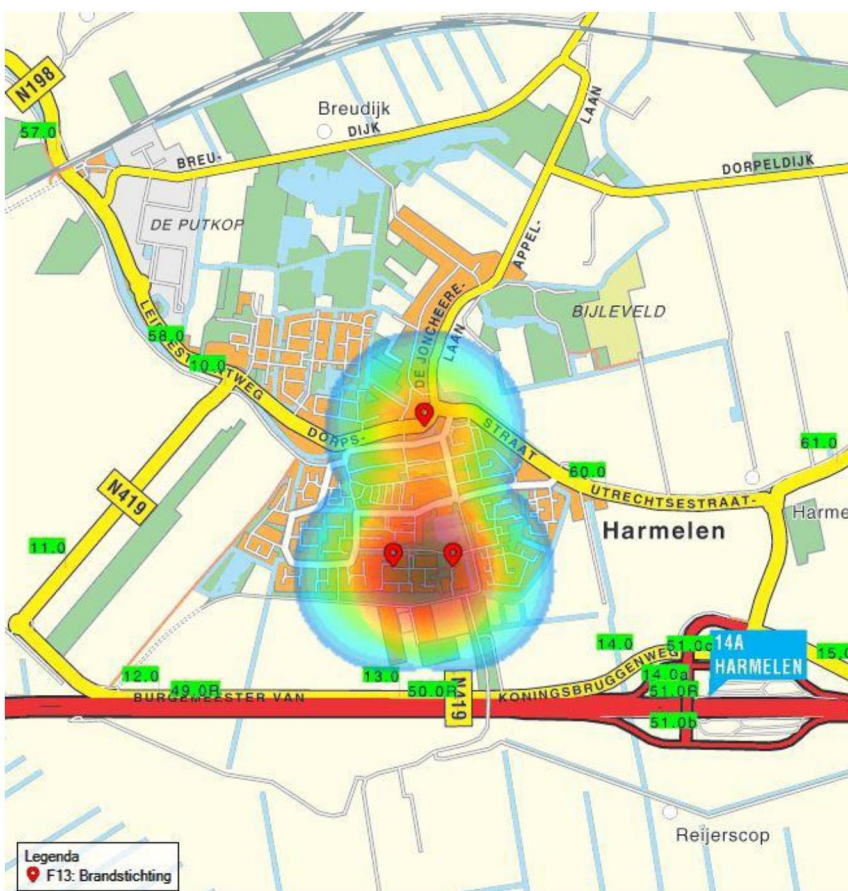 N198
57.0
Breudijk
BREU-
DIJK
LAAN
DORPELDIJK
DE PUTKOP
APPEL-
DE JONCHEERE-
LAAN
BIJLEVELD
58.0
10.0
DORPS-
STRAAT
60.0
61.0
UTRECHTSESTRAAT-
N419
Harmelen
11.0
12.0
49.0R
13.0
50.0R
14.0
51.0c
14A
HARMELEN
15.0
14.0a
51.0R
51.0b
BURGEMEESTER VAN
KONINGSBRUGGENWEG
N419
Reijerscop
Legenda
F13: Brandstichting